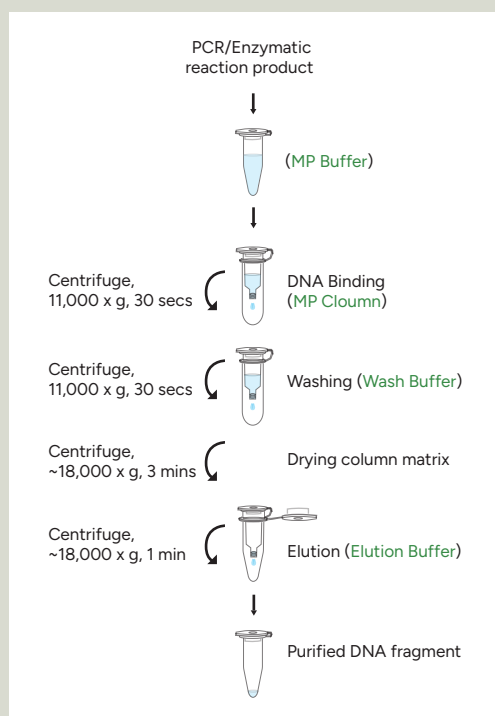 PCR/Enzymatic
reaction product
(MP Buffer)
Centrifuge,
11,000 x g, 30 secs
DNA Binding
(MP Cloumn)
Centrifuge,
11,000 x g, 30 secs
Washing (Wash Buffer)
Centrifuge,
~18,000 x g, 3 mins
Drying column matrix
Centrifuge,
~18,000 x g, 1 min
Elution (Elution Buffer)
Purified DNA fragment